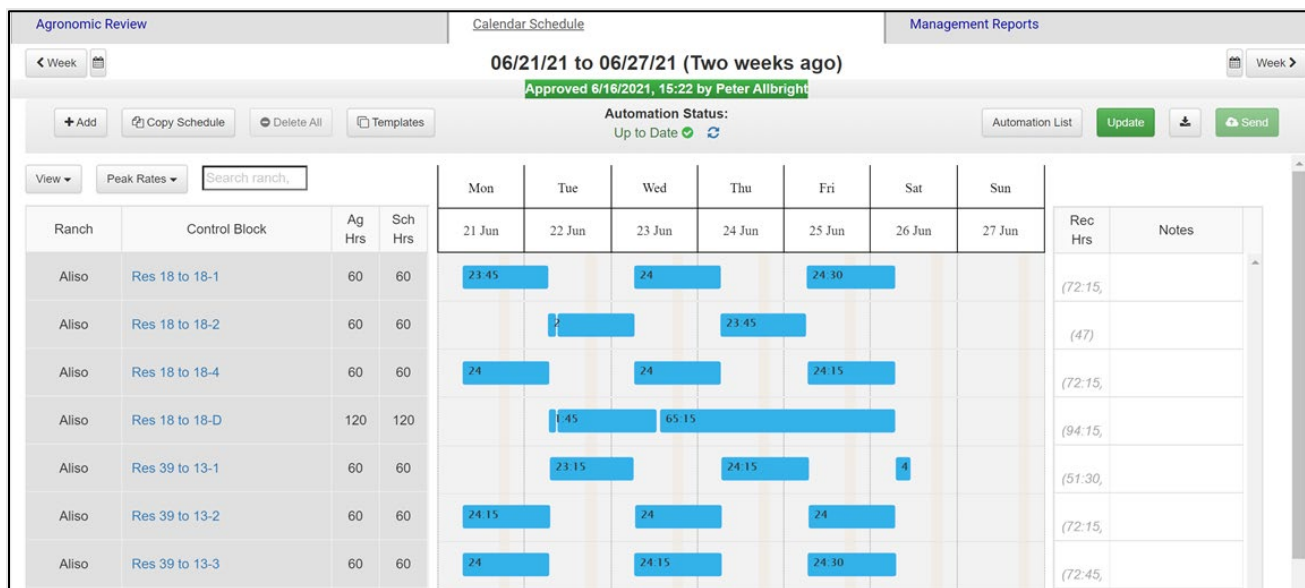 Agronomic Review Calendar Schedule Management Reports
Week 06/21/21 to 06/27/21 (Two weeks ago) Week
Approved 6/16/2021, 15:22 by Peter Allbright
+ Add Copy Schedule Delete All Templates Automation Status: Automation List Update Send
Up to Date
View Peak Rates Search ranch,
Mon Tue Wed Thu Fri Sat Sun
Ranch Control Block Ag Hrs Sch Hrs 21 Jun 22 Jun 23 Jun 24 Jun 25 Jun 26 Jun 27 Jun Rec Hrs Notes
Aliso Res 18 to 18-1 60 60 23:45 24 24:30 (72:15,
Aliso Res 18 to 18-2 60 60 23:45 (47)
Aliso Res 18 to 18-4 60 60 24 24 24:15 (72:15,
Aliso Res 18 to 18-D 120 120 1:45 65:15 (94:15,
Aliso Res 39 to 13-1 60 60 23:15 24:15 4 (51:30,
Aliso Res 39 to 13-2 60 60 24:15 24 24 (72:15,
Aliso Res 39 to 13-3 60 60 24 24:15 24:30 (72:45,